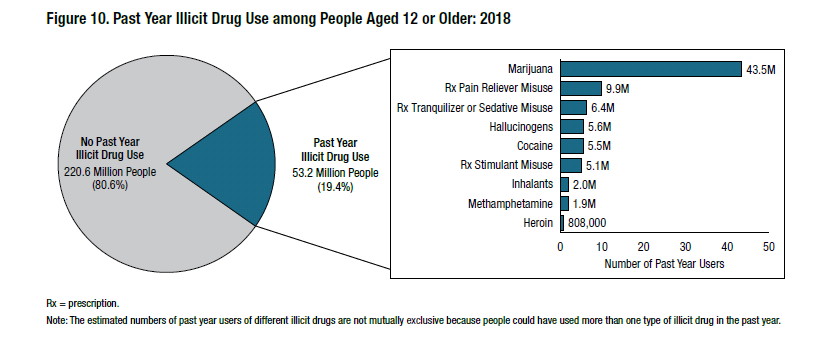 Figure 10. Past Year Illicit Drug Use among People Aged 12 or Older: 2018
No Past Year
Illicit Drug Use
220.6 Million People
(80.6%)
Past Year
Illicit Drug Use
53.2 Million People
(19.4%)
Marijuana 43.5M
Rx Pain Reliever Misuse 9.9M
Rx Tranquilizer or Sedative Misuse 6.4M
Hallucinogens 5.6M
Cocaine 5.5M
Rx Stimulant Misuse 5.1M
Inhalants 2.0M
Methamphetamine 1.9M
Heroin 808,000
0 10 20 30 40 50
Number of Past Year Users
Rx = prescription.
Note: The estimated numbers of past year users of different illicit drugs are not mutually exclusive because people could have used more than one type of illicit drug in the past year.